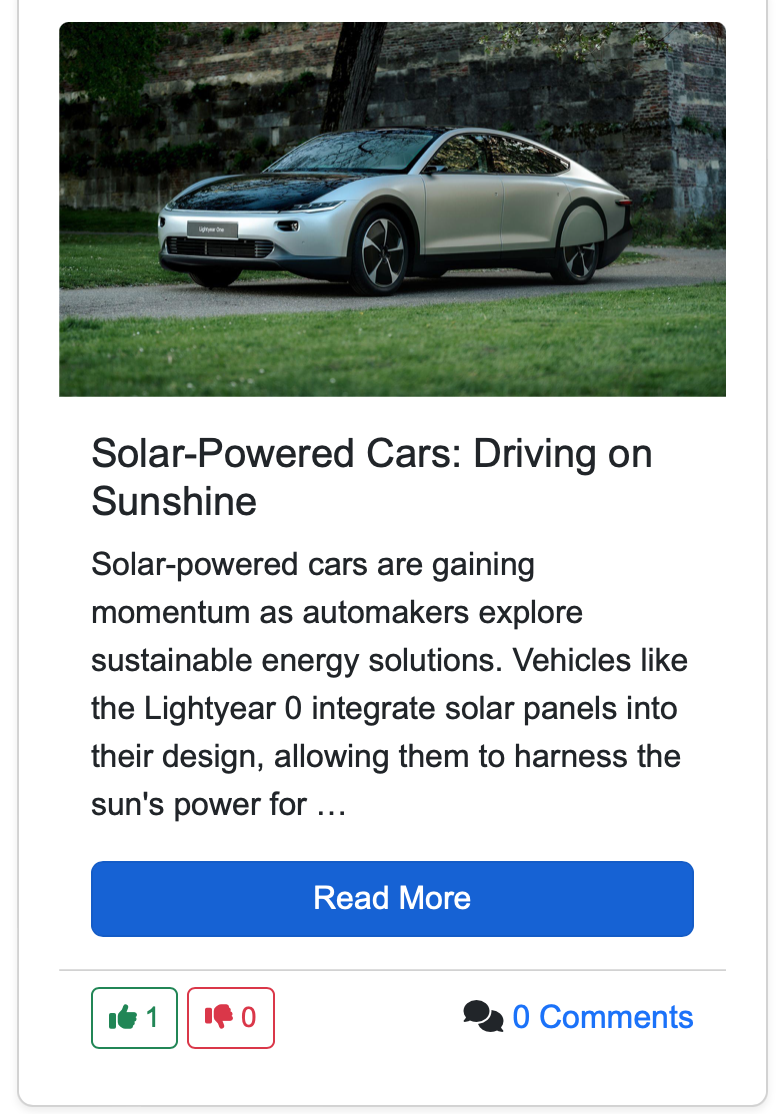 Lightyear One
Solar-Powered Cars: Driving on
Sunshine
Solar-powered cars are gaining
momentum as automakers explore
sustainable energy solutions. Vehicles like
the Lightyear 0 integrate solar panels into
their design, allowing them to harness the
sun's power for …
Read More
1 0 0 Comments